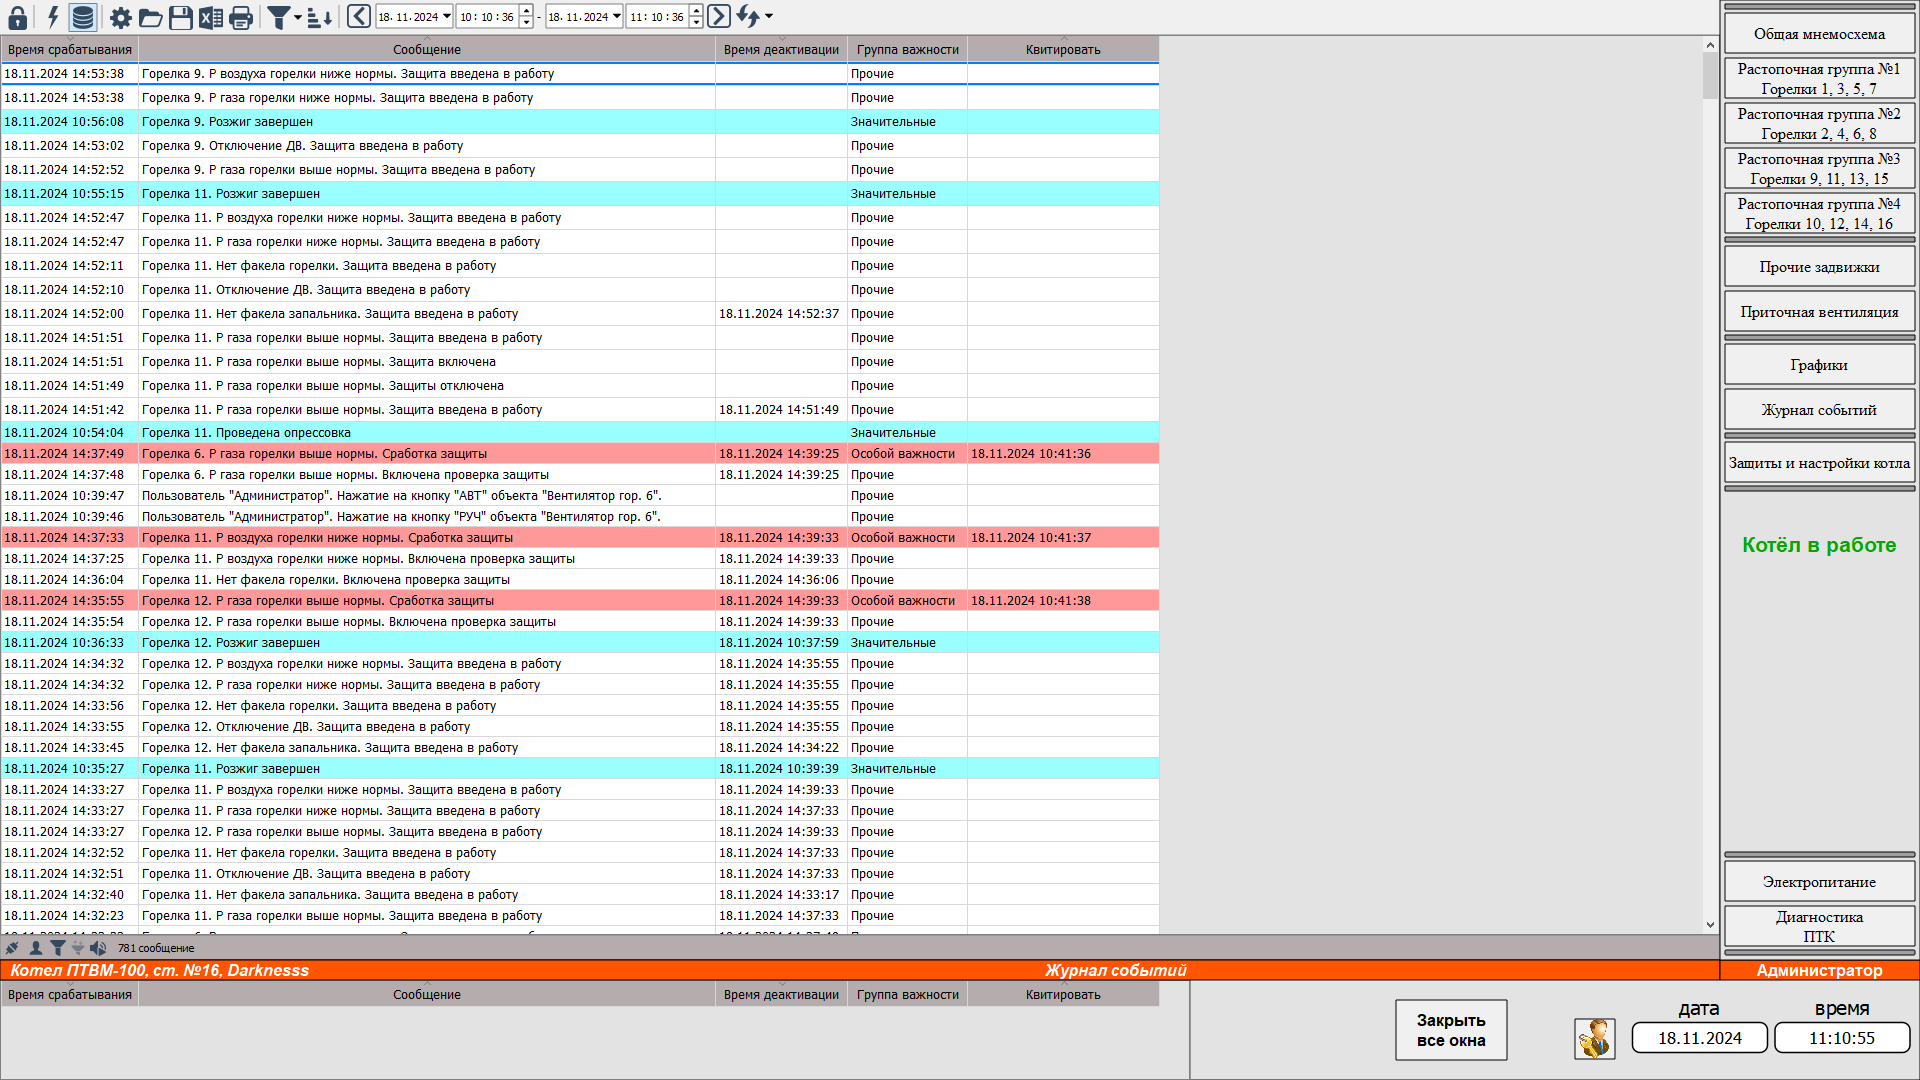 18.11.2024 10:10:36 - 18.11.2024 11:10:36
Время срабатывания Сообщение Время деактивации Группа важности Квитировать
18.11.2024 14:53:38 Горелка 9. Р воздуха горелки ниже нормы. Защита введена в работу Прочие
18.11.2024 14:53:38 Горелка 9. Р газа горелки ниже нормы. Защита введена в работу Прочие
18.11.2024 10:56:08 Горелка 9. Розжиг завершен Значительные
18.11.2024 14:53:02 Горелка 9. Отключение ДВ. Защита введена в работу Прочие
18.11.2024 14:52:52 Горелка 9. Р газа горелки выше нормы. Защита введена в работу Прочие
18.11.2024 10:55:15 Горелка 11. Розжиг завершен Значительные
18.11.2024 14:52:47 Горелка 11. Р воздуха горелки ниже нормы. Защита введена в работу Прочие
18.11.2024 14:52:47 Горелка 11. Р газа горелки ниже нормы. Защита введена в работу Прочие
18.11.2024 14:52:11 Горелка 11. Нет факела горелки. Защита введена в работу Прочие
18.11.2024 14:52:10 Горелка 11. Отключение ДВ. Защита введена в работу Прочие
18.11.2024 14:52:00 Горелка 11. Нет факела запальника. Защита введена в работу 18.11.2024 14:52:37 Прочие
18.11.2024 14:51:51 Горелка 11. Р газа горелки выше нормы. Защита введена в работу Прочие
18.11.2024 14:51:51 Горелка 11. Р газа горелки выше нормы. Защита включена Прочие
18.11.2024 14:51:49 Горелка 11. Р газа горелки выше нормы. Защиты отключена Прочие
18.11.2024 14:51:42 Горелка 11. Р газа горелки выше нормы. Защита введена в работу 18.11.2024 14:51:49 Прочие
18.11.2024 10:54:04 Горелка 11. Проведена опрессовка Значительные
18.11.2024 14:37:49 Горелка 6. Р газа горелки выше нормы. Сработка защиты 18.11.2024 14:39:25 Особой важности 18.11.2024 10:41:36
18.11.2024 14:37:48 Горелка 6. Р газа горелки выше нормы. Включена проверка защиты 18.11.2024 14:39:25 Прочие
18.11.2024 10:39:47 Пользователь "Администратор". Нажатие на кнопку "АВТ" объекта "Вентилятор гор. 6". Прочие
18.11.2024 10:39:46 Пользователь "Администратор". Нажатие на кнопку "РУЧ" объекта "Вентилятор гор. 6". Прочие
18.11.2024 14:37:33 Горелка 11. Р воздуха горелки ниже нормы. Сработка защиты 18.11.2024 14:39:33 Особой важности 18.11.2024 10:41:37
18.11.2024 14:37:25 Горелка 11. Р воздуха горелки ниже нормы. Включена проверка защиты 18.11.2024 14:39:33 Прочие
18.11.2024 14:36:04 Горелка 11. Нет факела горелки. Включена проверка защиты 18.11.2024 14:36:06 Прочие
18.11.2024 14:35:55 Горелка 12. Р газа горелки выше нормы. Сработка защиты 18.11.2024 14:39:33 Особой важности 18.11.2024 10:41:38
18.11.2024 14:35:54 Горелка 12. Р газа горелки выше нормы. Включена проверка защиты 18.11.2024 14:39:33 Прочие
18.11.2024 10:36:33 Горелка 12. Розжиг завершен 18.11.2024 10:37:59 Значительные
18.11.2024 14:34:32 Горелка 12. Р воздуха горелки ниже нормы. Защита введена в работу 18.11.2024 14:35:55 Прочие
18.11.2024 14:34:32 Горелка 12. Р газа горелки ниже нормы. Защита введена в работу 18.11.2024 14:35:55 Прочие
18.11.2024 14:33:56 Горелка 12. Нет факела горелки. Защита введена в работу 18.11.2024 14:35:55 Прочие
18.11.2024 14:33:55 Горелка 12. Отключение ДВ. Защита введена в работу 18.11.2024 14:35:55 Прочие
18.11.2024 14:33:45 Горелка 12. Нет факела запальника. Защита введена в работу 18.11.2024 14:34:22 Прочие
18.11.2024 10:35:27 Горелка 11. Розжиг завершен 18.11.2024 10:39:39 Значительные
18.11.2024 14:33:27 Горелка 11. Р воздуха горелки ниже нормы. Защита введена в работу 18.11.2024 14:39:33 Прочие
18.11.2024 14:33:27 Горелка 11. Р газа горелки ниже нормы. Защита введена в работу 18.11.2024 14:37:33 Прочие
18.11.2024 14:33:27 Горелка 12. Р газа горелки выше нормы. Защита введена в работу 18.11.2024 14:39:33 Прочие
18.11.2024 14:32:52 Горелка 11. Нет факела горелки. Защита введена в работу 18.11.2024 14:37:33 Прочие
18.11.2024 14:32:51 Горелка 11. Отключение ДВ. Защита введена в работу 18.11.2024 14:37:33 Прочие
18.11.2024 14:32:40 Горелка 11. Нет факела запальника. Защита введена в работу 18.11.2024 14:33:17 Прочие
18.11.2024 14:32:23 Горелка 11. Р газа горелки выше нормы. Защита введена в работу 18.11.2024 14:37:33 Прочие
781 сообщение
Общая мнемосхема
Растопочная группа №1
Горелки 1, 3, 5, 7
Растопочная группа №2
Горелки 2, 4, 6, 8
Растопочная группа №3
Горелки 9, 11, 13, 15
Растопочная группа №4
Горелки 10, 12, 14, 16
Прочие задвижки
Приточная вентиляция
Графики
Журнал событий
Защиты и настройки котла
Котёл в работе
Электропитание
Диагностика
ПТК
Котел ПТВМ-100, ст. №16, Darknesss Журнал событий Администратор
Время срабатывания Сообщение Время деактивации Группа важности Квитировать
Закрыть
все окна
дата время
18.11.2024 11:10:55